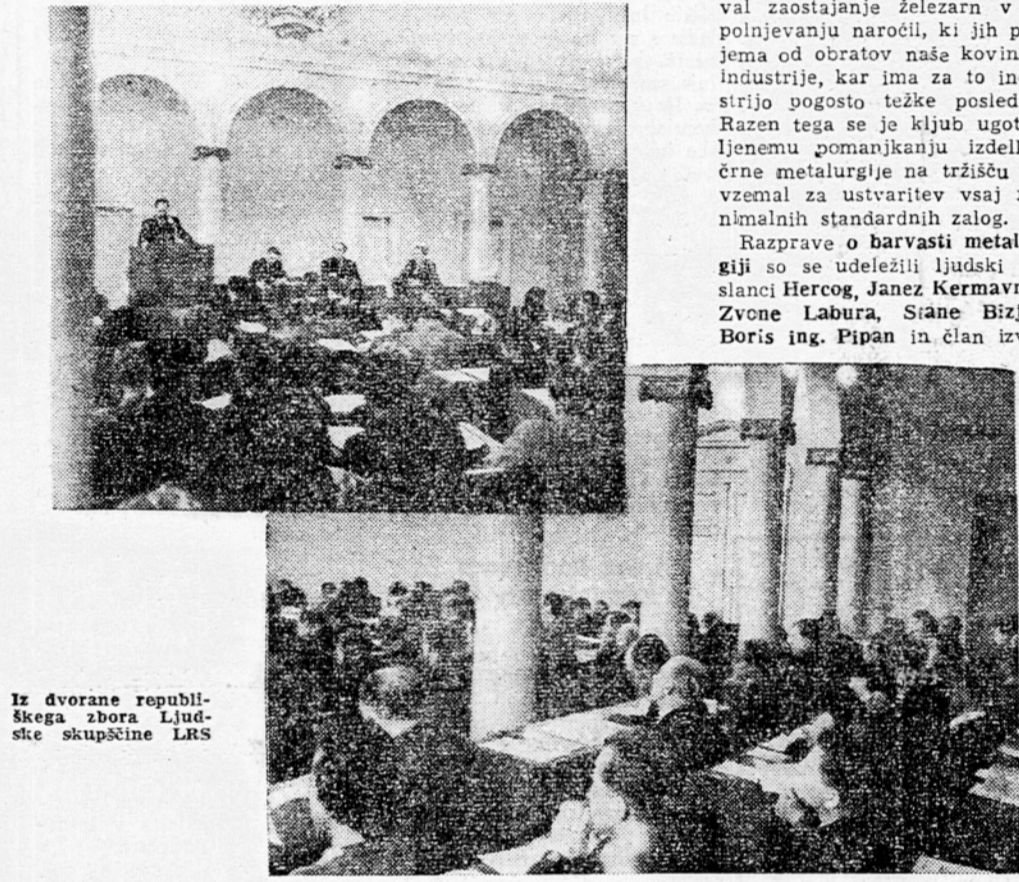 val zaostajanje železarn v
polnjevanju naročil, ki jih p
jema od obratov naše kovin
industrije, kar ima za to in
strijo pogosto težke posled
Razen tega se je kljub ugot
ljenemu pomanjkanju izdel
črne metalurgije na tržišču
vzemal za ustvaritev vsaj
nimalnih standardnih zalog.
Razprave o barvasti metal
giji so se udeležili ljudski
slanci Hercog, Janez Kermavn
Zvone Labura, Stane Bizj
Boris ing. Pipan in član izv
Iz dvorane republi-
škega zbora Ljud-
ske skupščine LRS